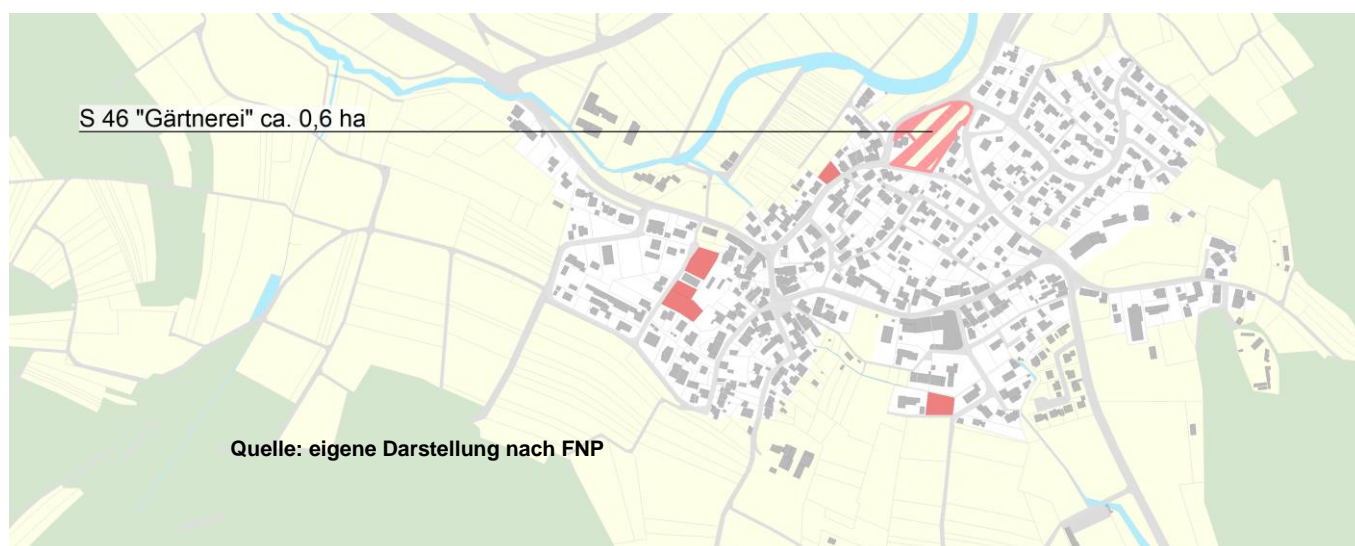 S 46 "Gärtnerei" ca. 0,6 ha
Quelle: eigene Darstellung nach FNP